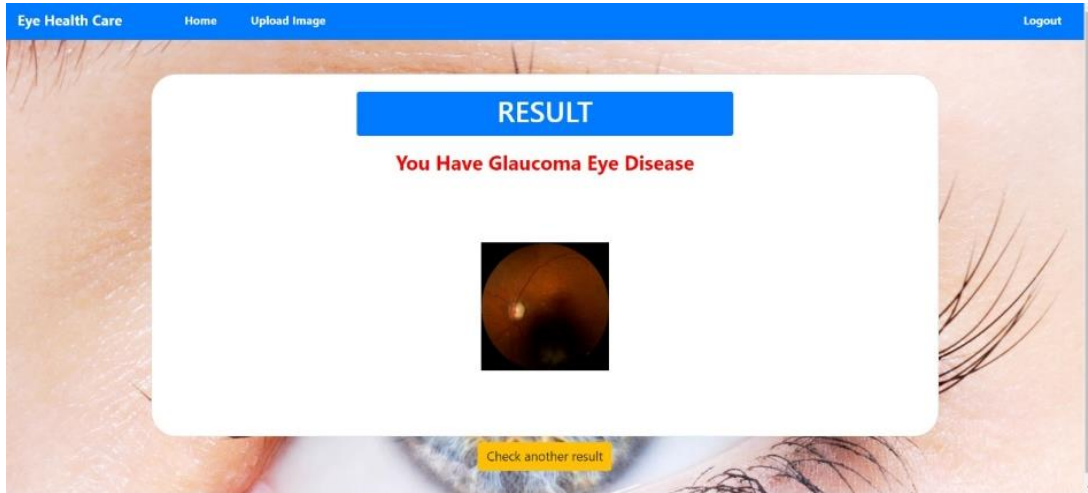 Eye Health Care
Home
Upload Image
Logout
RESULT
You Have Glaucoma Eye Disease
Check another result